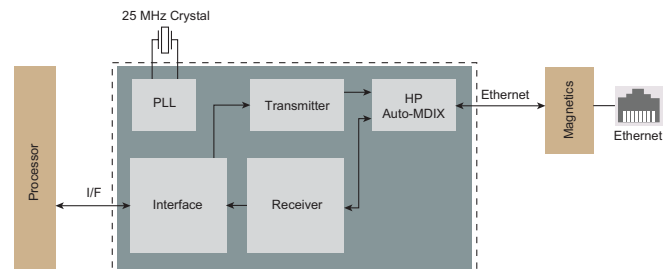 25 MHz Crystal
PLL
Transmitter
HP
Auto-MDIX
Ethernet
Magnetics
Ethernet
Processor
I/F
Interface
Receiver